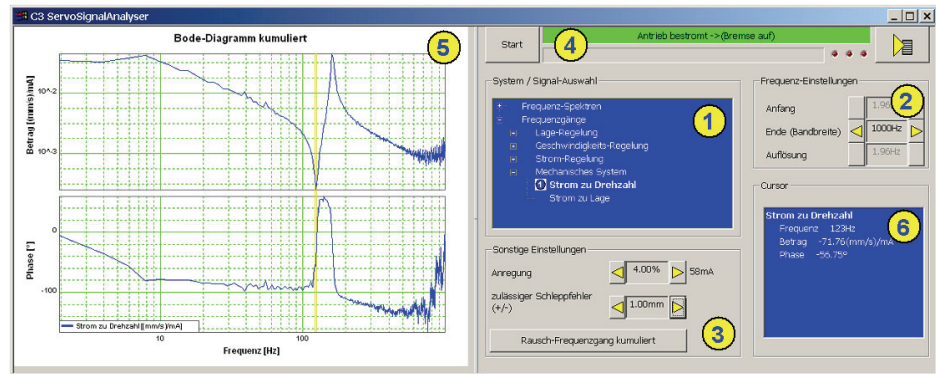 C3 ServoSignalAnalyser
Bode-Diagramm kumuliert
5
Betrag [(mm/s)/mA]
10^-2
10^-3
Phase [°]
0
-100
Strom zu Drehzahl[(mm/s)/mA]
10
100
Frequenz [Hz]
Start
4
Antrieb bestromt ->(Bremse auf)
System / Signal-Auswahl
1
Frequenz-Spektren
Frequenzgänge
Lage-Regelung
Geschwindigkeits-Regelung
Strom-Regelung
Mechanisches System
1 Strom zu Drehzahl
Strom zu Lage
Frequenz-Einstellungen
2
Anfang
Ende (Bandbreite) 1000Hz
Auflösung 1.96Hz
Cursor
6
Strom zu Drehzahl
Frequenz 123Hz
Betrag -71.76(mm/s)/mA
Phase -56.75°
Sonstige Einstellungen
Anregung 4.00% 58mA
zulässiger Schleppfehler
(+/-) 1.00mm
Rausch-Frequenzgang kumuliert
3